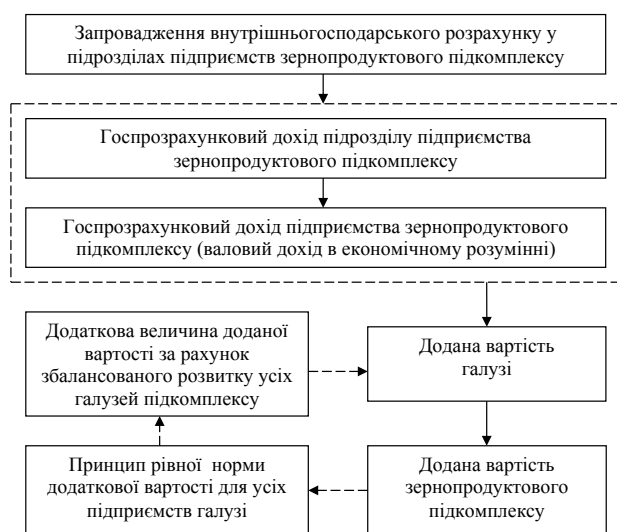 Запровадження внутрішньогосподарського розрахунку у
підрозділах підприємств зернопродуктового підкомплексу
Госпрозрахунковий дохід підрозділу підприємства
зернопродуктового підкомплексу
Госпрозрахунковий дохід підприємства зернопродуктового
підкомплексу (валовий дохід в економічному розумінні)
Додаткова величина доданої
вартості за рахунок
збалансованого розвитку усіх
галузей підкомплексу
Додана вартість
галузі
Принцип рівної норми
додаткової вартості для усіх
підприємств галузі
Додана вартість
зернопродуктового
підкомплексу